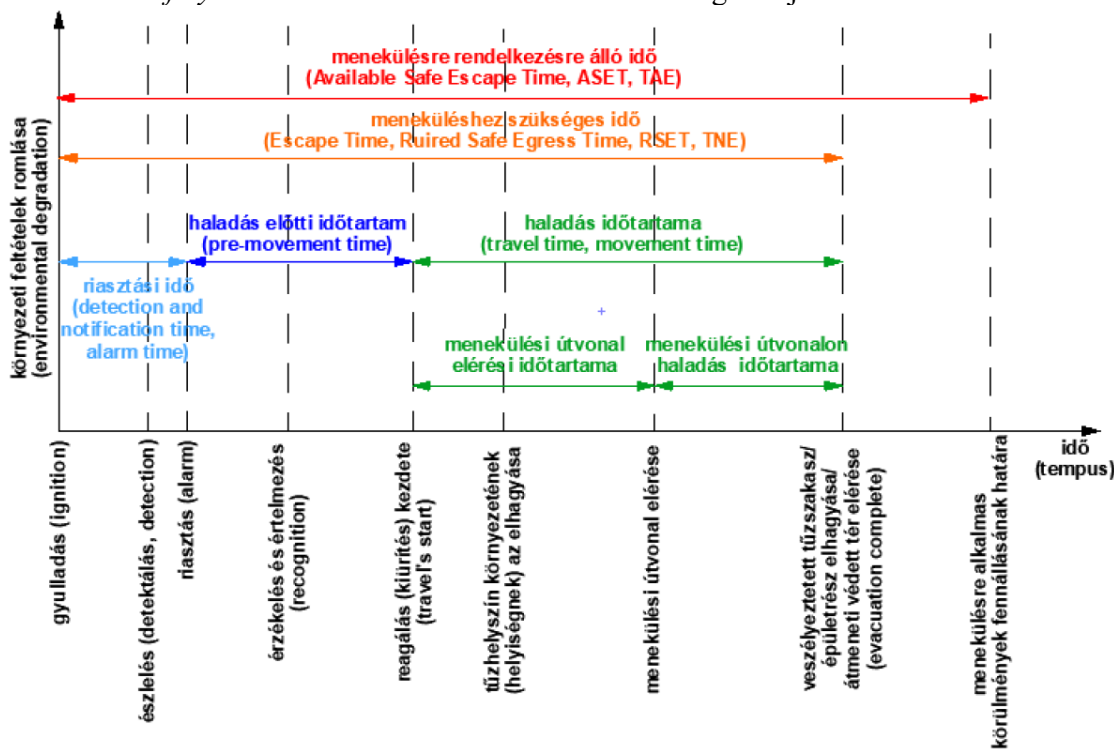 menekülésre rendelkezésre álló idő
(Available Safe Escape Time, ASET, TAE)
meneküléshez szükséges idő
(Escape Time, Ruired Safe Egress Time, RSET, TNE)
haladás előtti időtartam
(pre-movement time)
haladás időtartama
(travel time, movement time)
riasztási idő
(detection and
notification time,
alarm time)
menekülési útvonal
elérési időtartama
menekülési útvonalon
haladás időtartama
környezeti feltételek romlása
(environmental degradation)
idő
(tempus)
gyulladás (ignition)
észlelés (detektálás, detection)
riasztás (alarm)
érzékelés és értelmezés
(recognition)
reagálás (kiürítés) kezdete
(travel's start)
tűzhelyszín környezetének
(helyiségnek) az elhagyása
menekülési útvonal elérése
veszélyeztetett tűzszakasz/
épületrész elhagyása/
átmeneti védett tér elérése
(evacuation complete)
menekülésre alkalmas
körülmények fennállásának határa